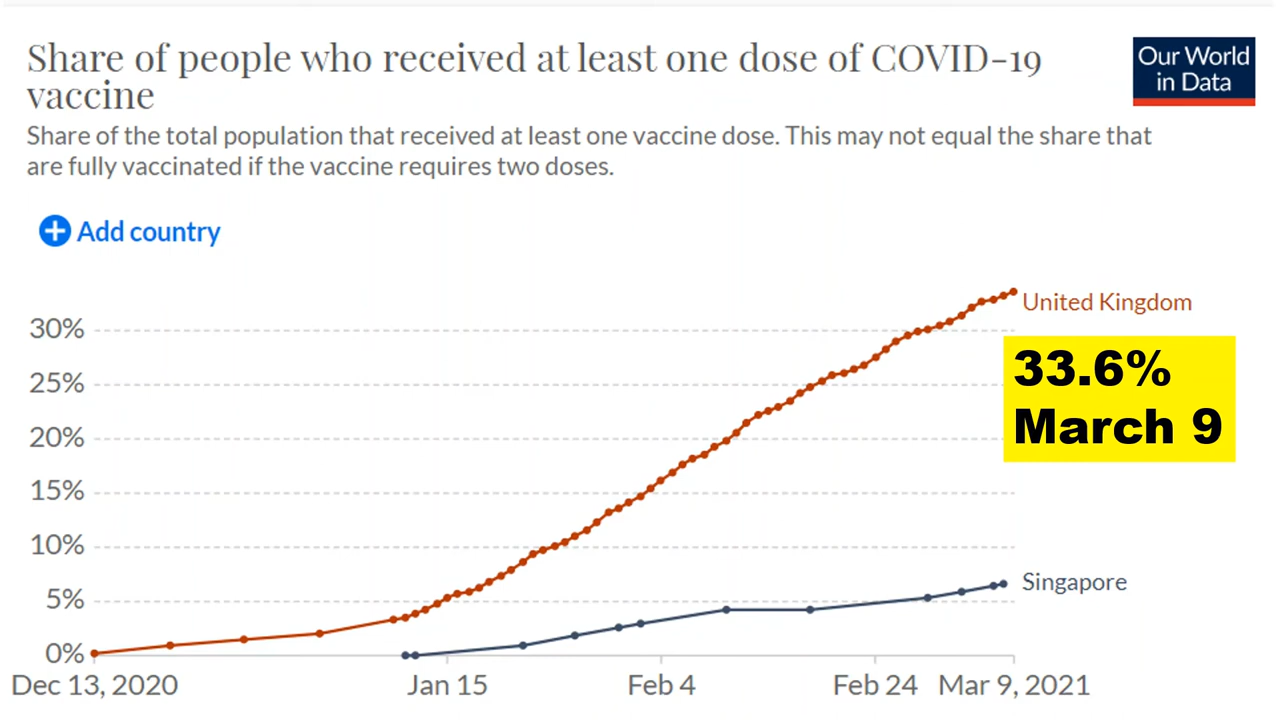 Share of people who received at least one dose of COVID-19
vaccine
Our World
in Data
Share of the total population that received at least one vaccine dose. This may not equal the share that
are fully vaccinated if the vaccine requires two doses.
Add country
United Kingdom
30%
33.6%
25%
March 9
20%
15%
10%
Singapore
5%
0%
Dec 13, 2020
Jan 15
Feb 4
Feb 24
Mar 9, 2021